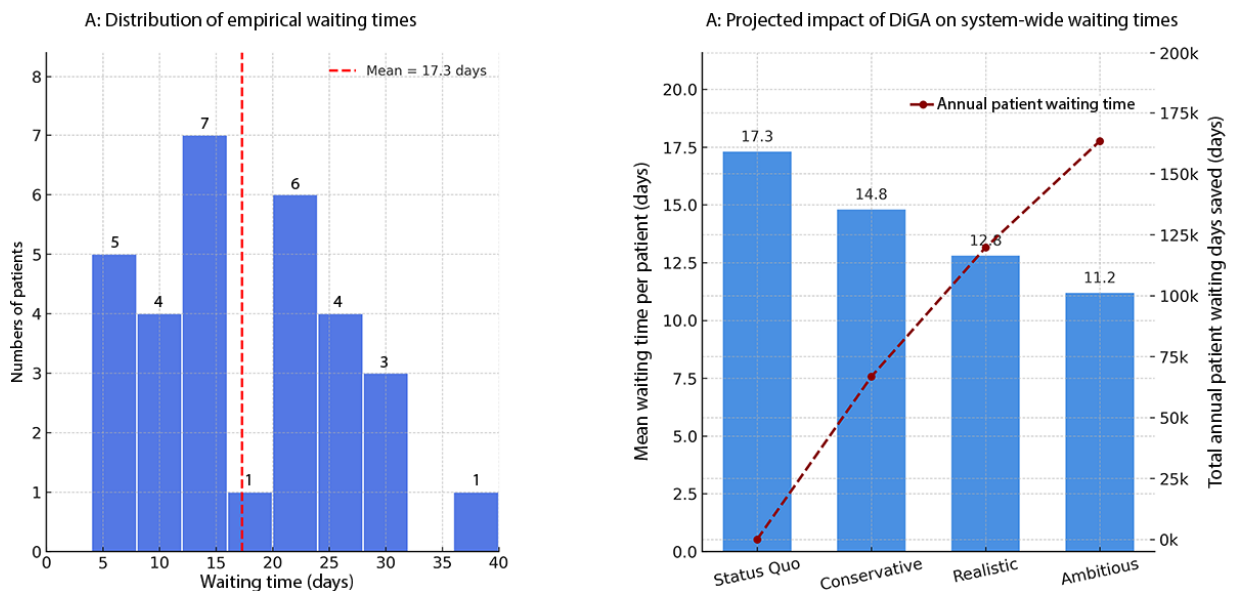 A: Distribution of empirical waiting times
Mean = 17.3 days
Numbers of patients
8
7
6
5
4
3
2
1
0
5
4
7
1
6
4
3
1
0
5
10
15
20
25
30
35
40
Waiting time (days)
A: Projected impact of DiGA on system-wide waiting times
Annual patient waiting time
Mean waiting time per patient (days)
20.0
17.5
15.0
12.5
10.0
7.5
5.0
2.5
0.0
17.3
14.8
12.8
11.2
200k
175k
150k
125k
100k
75k
50k
25k
0k
Total annual patient waiting days saved (days)
Status Quo
Conservative
Realistic
Ambitious